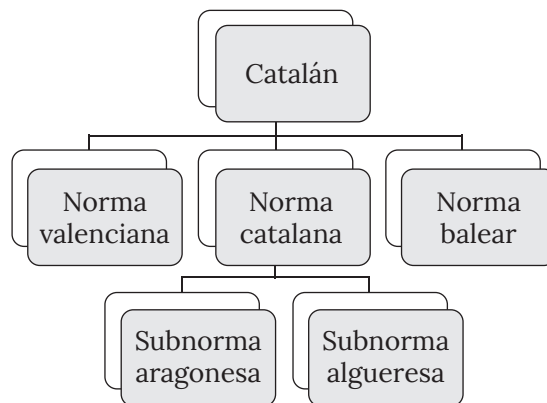 Catalán
Norma
valenciana
Norma
catalana
Norma
balear
Subnorma
aragonesa
Subnorma
algueresa